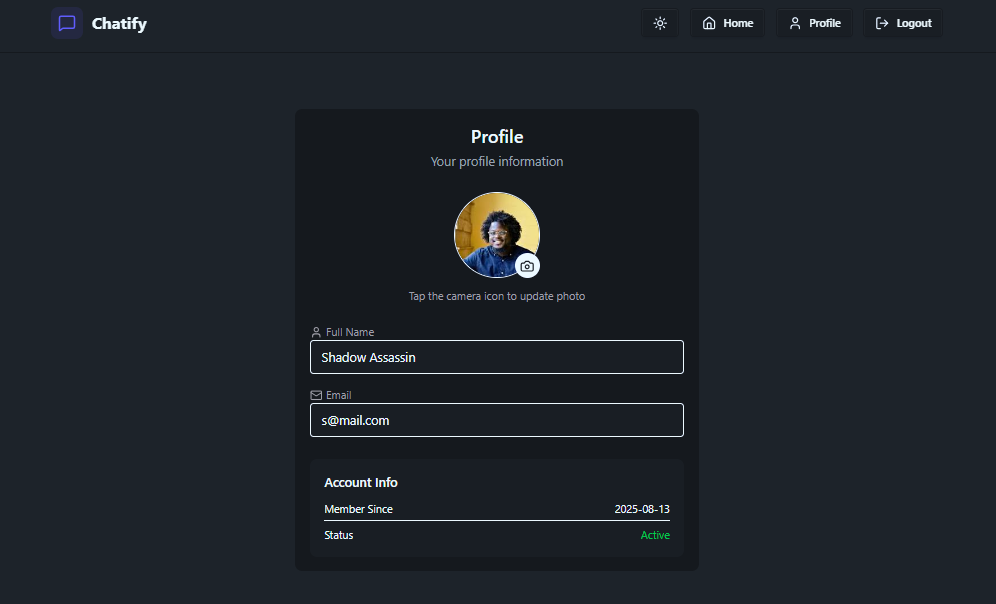 Chatify
Home
Profile
Logout
Profile
Your profile information
Tap the camera icon to update photo
Full Name
Shadow Assassin
Email
s@mail.com
Account Info
Member Since 2025-08-13
Status Active